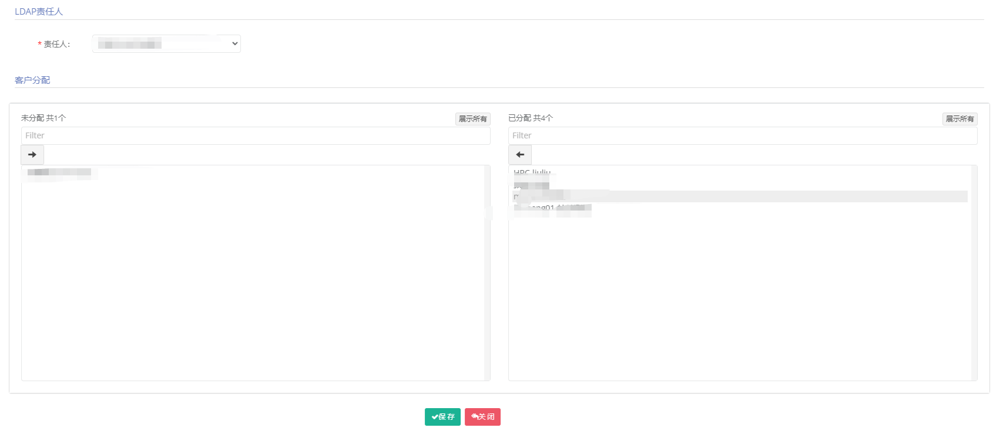 LDAP责任人
* 责任人:
客户分配
未分配 共1个
展示所有
已分配 共4个
展示所有
Filter
Filter
HPC liuliu
保存
关闭